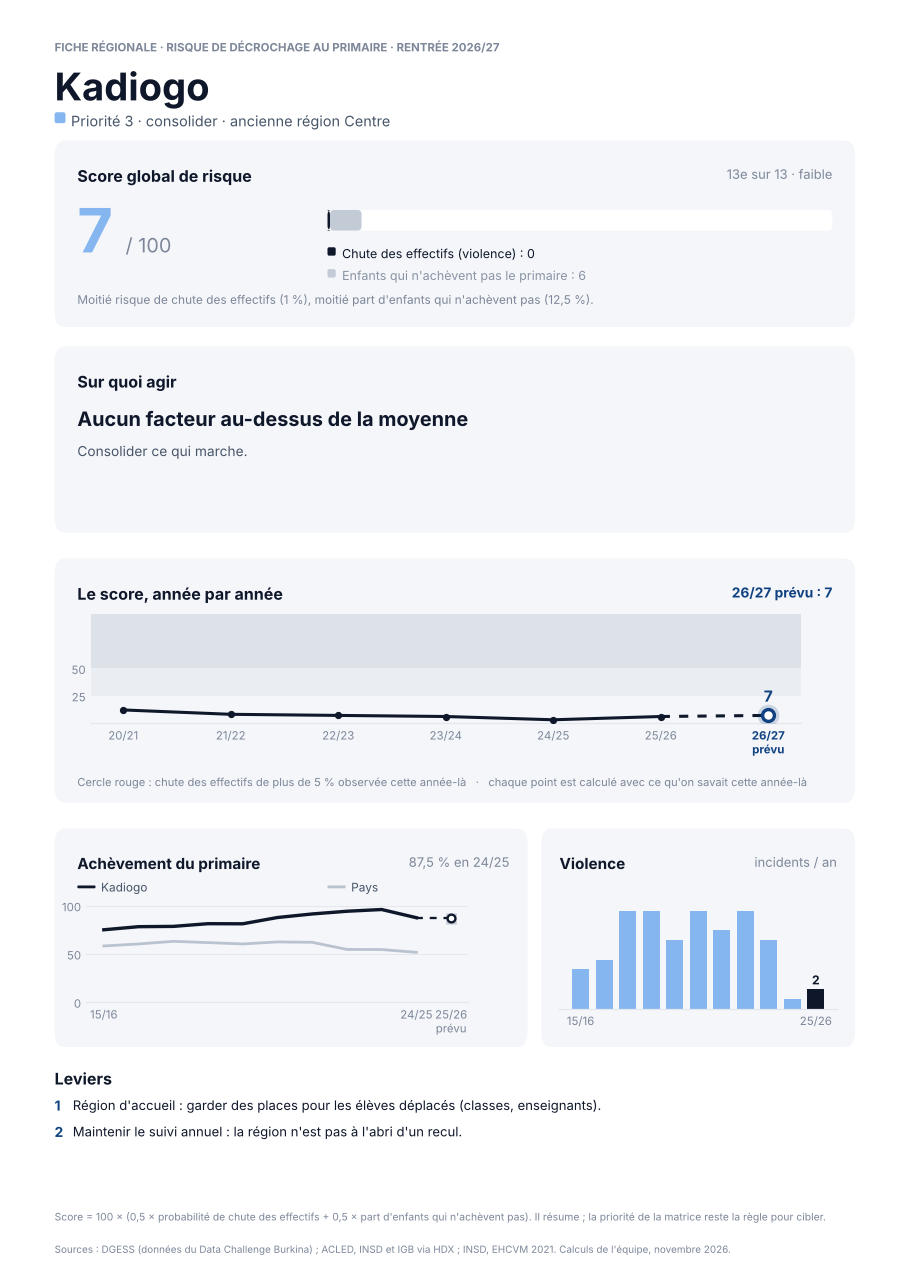 FICHE RÉGIONALE · RISQUE DE DÉCROCHAGE AU PRIMAIRE · RENTRÉE 2026/27
Kadiogo
Priorité 3 · consolider · ancienne région Centre
Score global de risque
13e sur 13 · faible
7 / 100
Chute des effectifs (violence) : 0
Enfants qui n'achèvent pas le primaire : 6
Moitié risque de chute des effectifs (1 %), moitié part d'enfants qui n'achèvent pas (12,5 %).
Sur quoi agir
Aucun facteur au-dessus de la moyenne
Consolider ce qui marche.
Le score, année par année
26/27 prévu : 7
50
25
7
20/21 21/22 22/23 23/24 24/25 25/26 26/27
prévu
Cercle rouge : chute des effectifs de plus de 5 % observée cette année-là · chaque point est calculé avec ce qu'on savait cette année-là
Achèvement du primaire
87,5 % en 24/25
Kadiogo Pays
100
50
0
15/16 24/25 25/26
prévu
Violence
incidents / an
2
15/16 25/26
Leviers
1 Région d'accueil : garder des places pour les élèves déplacés (classes, enseignants).
2 Maintenir le suivi annuel : la région n'est pas à l'abri d'un recul.
Score = 100 × (0,5 × probabilité de chute des effectifs + 0,5 × part d'enfants qui n'achèvent pas). Il résume ; la priorité de la matrice reste la règle pour cibler.
Sources : DGESS (données du Data Challenge Burkina) ; ACLED, INSD et IGB via HDX ; INSD, EHCVM 2021. Calculs de l'équipe, novembre 2026.